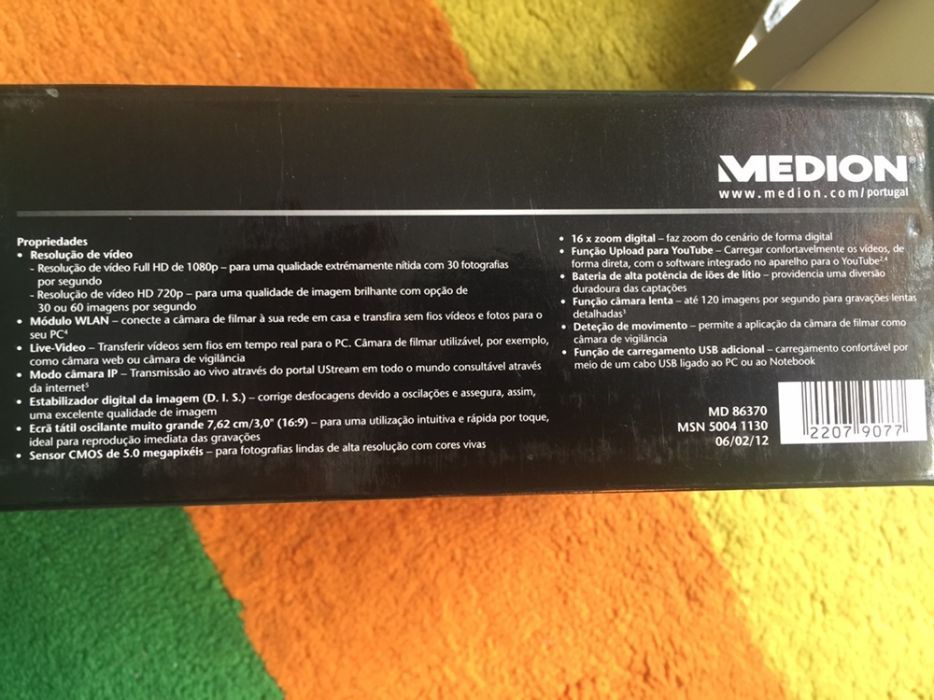 MEDION®
www.medion.com/portugal
Propriedades
• Resolução de vídeo
- Resolução de vídeo Full HD de 1080p – para uma qualidade extrémamente nítida com 30 fotografias
por segundo
- Resolução de vídeo HD 720p – para uma qualidade de imagem brilhante com opção de
30 ou 60 imagens por segundo
• Módulo WLAN – conecte a câmara de filmar à sua rede em casa e transfira sem fios vídeos e fotos para o
seu PC⁴
• Live-Video – Transferir vídeos sem fios em tempo real para o PC. Câmara de filmar utilizável, por exemplo,
como câmara web ou câmara de vigilância
• Modo câmara IP – Transmissão ao vivo através do portal UStream em todo o mundo consultável através
da internet⁵
• Estabilizador digital da imagem (D. I. S.) – corrige desfocagens devido a oscilações e assegura, assim,
uma excelente qualidade de imagem
• Ecrã tátil oscilante muito grande 7,62 cm/3,0" (16:9) – para uma utilização intuitiva e rápida por toque,
ideal para reprodução imediata das gravações
• Sensor CMOS de 5.0 megapixéis – para fotografias lindas de alta resolução com cores vivas
• 16 x zoom digital – faz zoom do cenário de forma digital
• Função Upload para YouTube – Carregar confortavelmente os vídeos, de
forma direta, com o software integrado no aparelho para o YouTube²,⁴
• Bateria de alta potência de iões de lítio – providencia uma diversão
duradoura das captações
• Função câmara lenta – até 120 imagens por segundo para gravações lentas
detalhadas³
• Deteção de movimento – permite a aplicação da câmara de filmar como
câmara de vigilância
• Função de carregamento USB adicional – carregamento confortável por
meio de um cabo USB ligado ao PC ou ao Notebook
MD 86370
MSN 5004 1130
06/02/12
2207 9077